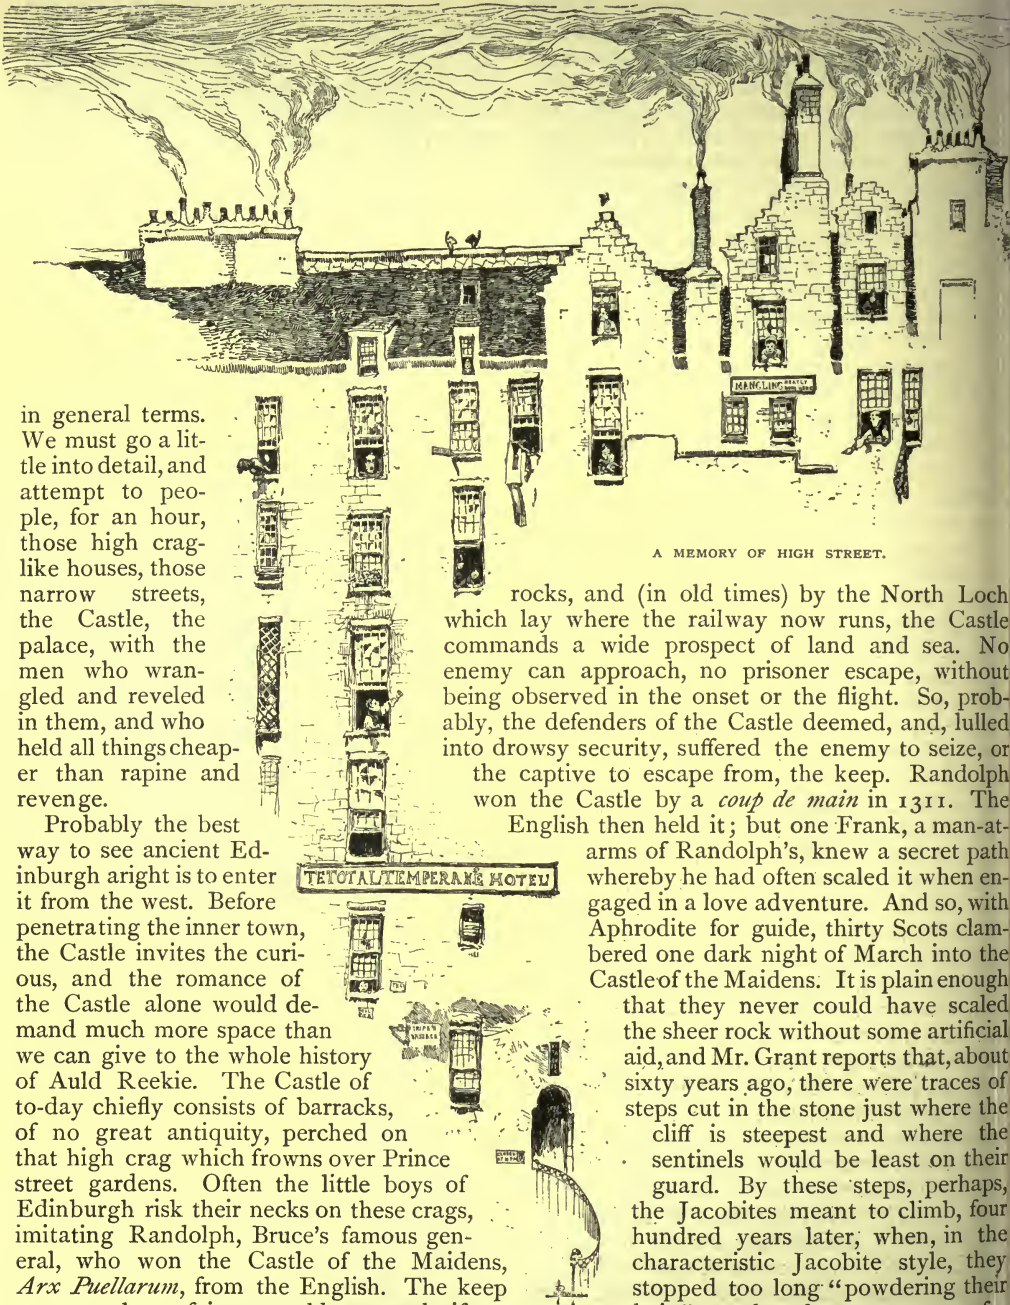 MANGLING NEATLY DONE HERE
A MEMORY OF HIGH STREET.
TETOTAL/TEMPERANCE HOTEL
in general terms.
We must go a lit-
tle into detail, and
attempt to peo-
ple, for an hour,
those high crag-
like houses, those
narrow streets,
the Castle, the
palace, with the
men who wran-
gled and reveled
in them, and who
held all things cheap-
er than rapine and
revenge.
Probably the best
way to see ancient Ed-
inburgh aright is to enter
it from the west. Before
penetrating the inner town,
the Castle invites the curi-
ous, and the romance of
the Castle alone would de-
mand much more space than
we can give to the whole history
of Auld Reekie. The Castle of
to-day chiefly consists of barracks,
of no great antiquity, perched on
that high crag which frowns over Prince
street gardens. Often the little boys of
Edinburgh risk their necks on these crags,
imitating Randolph, Bruce's famous gen-
eral, who won the Castle of the Maidens,
Arx Puellarum, from the English. The keep
rocks, and (in old times) by the North Loch
which lay where the railway now runs, the Castle
commands a wide prospect of land and sea. No
enemy can approach, no prisoner escape, without
being observed in the onset or the flight. So, prob-
ably, the defenders of the Castle deemed, and, lulled
into drowsy security, suffered the enemy to seize, or
the captive to escape from, the keep. Randolph
won the Castle by a coup de main in 1311. The
English then held it; but one Frank, a man-at-
arms of Randolph's, knew a secret path
whereby he had often scaled it when en-
gaged in a love adventure. And so, with
Aphrodite for guide, thirty Scots clam-
bered one dark night of March into the
Castle of the Maidens. It is plain enough
that they never could have scaled
the sheer rock without some artificial
aid, and Mr. Grant reports that, about
sixty years ago, there were traces of
steps cut in the stone just where the
cliff is steepest and where the
sentinels would be least on their
guard. By these steps, perhaps,
the Jacobites meant to climb, four
hundred years later, when, in the
characteristic Jacobite style, they
stopped too long "powdering their